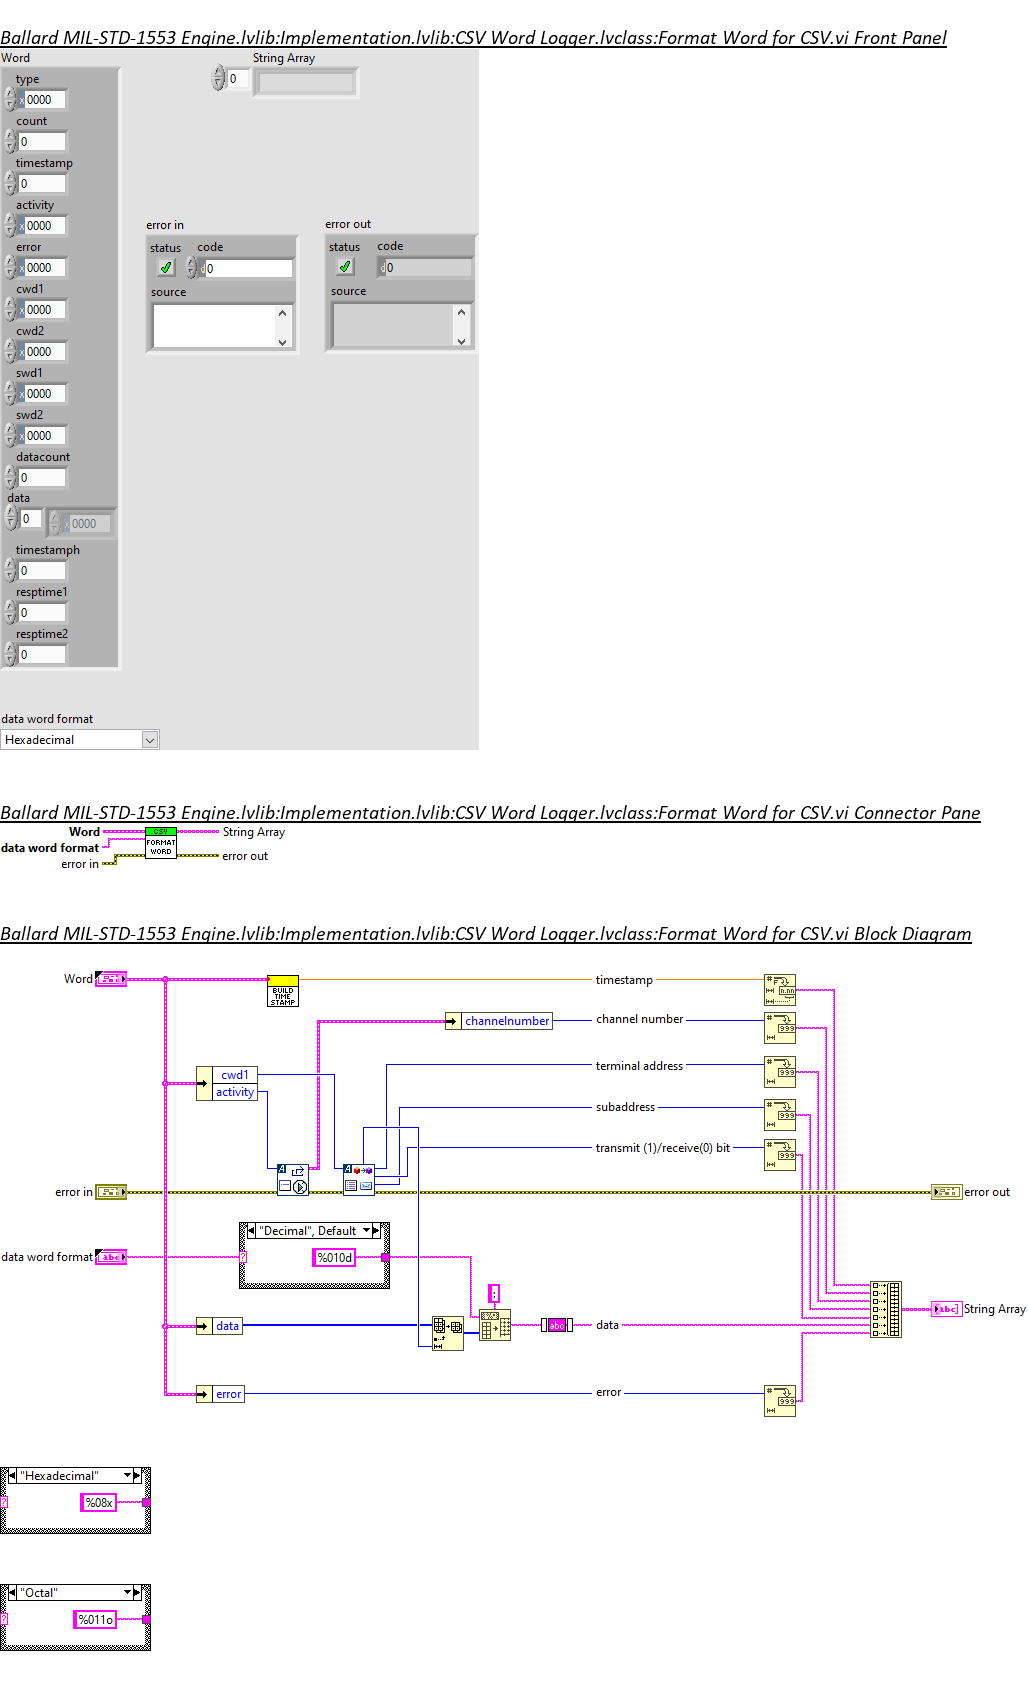 Ballard MIL-STD-1553 Engine.lvlib:Implementation.lvlib:CSV Word Logger.lvclass:Format Word for CSV.vi Front Panel
Word
String Array
type
0
x 0000
count
0
timestamp
0
activity
x 0000
error in
error out
error
status
code
status
code
x 0000
d 0
d 0
cwd1
source
source
x 0000
cwd2
x 0000
swd1
x 0000
swd2
x 0000
datacount
0
data
0
x 0000
timestamph
0
resptime1
0
resptime2
0
data word format
Hexadecimal
Ballard MIL-STD-1553 Engine.lvlib:Implementation.lvlib:CSV Word Logger.lvclass:Format Word for CSV.vi Connector Pane
Word
CSV
String Array
data word format
FORMAT
WORD
error in
error out
Ballard MIL-STD-1553 Engine.lvlib:Implementation.lvlib:CSV Word Logger.lvclass:Format Word for CSV.vi Block Diagram
Word
BUILD
TIME
STAMP
timestamp
channelnumber
channel number
cwd1
terminal address
activity
subaddress
transmit (1)/receive(0) bit
error in
error out
"Decimal", Default
data word format
abc
%010d
:
abc
String Array
data
abc
data
error
error
"Hexadecimal"
%08x
"Octal"
%011o